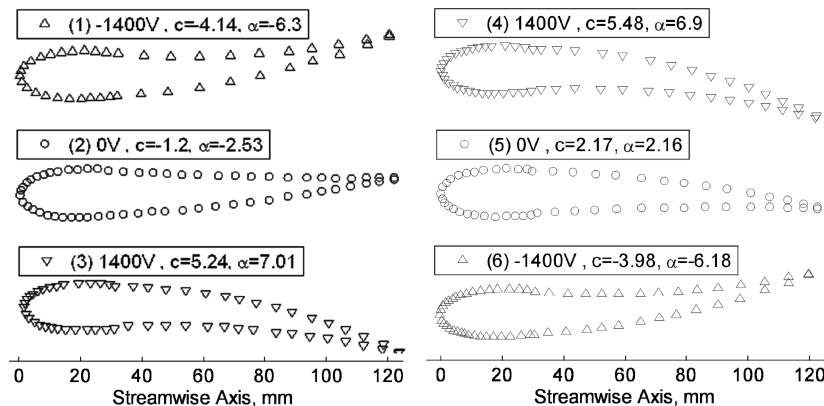 (1) -1400V , c=-4.14, α=-6.3
(2) 0V , c=-1.2, α=-2.53
(3) 1400V, c=5.24, α=7.01
0 20 40 60 80 100 120
Streamwise Axis, mm
(4) 1400V , c=5.48, α=6.9
(5) 0V , c=2.17, α=2.16
(6) -1400V, c=-3.98, α=-6.18
0 20 40 60 80 100 120
Streamwise Axis, mm